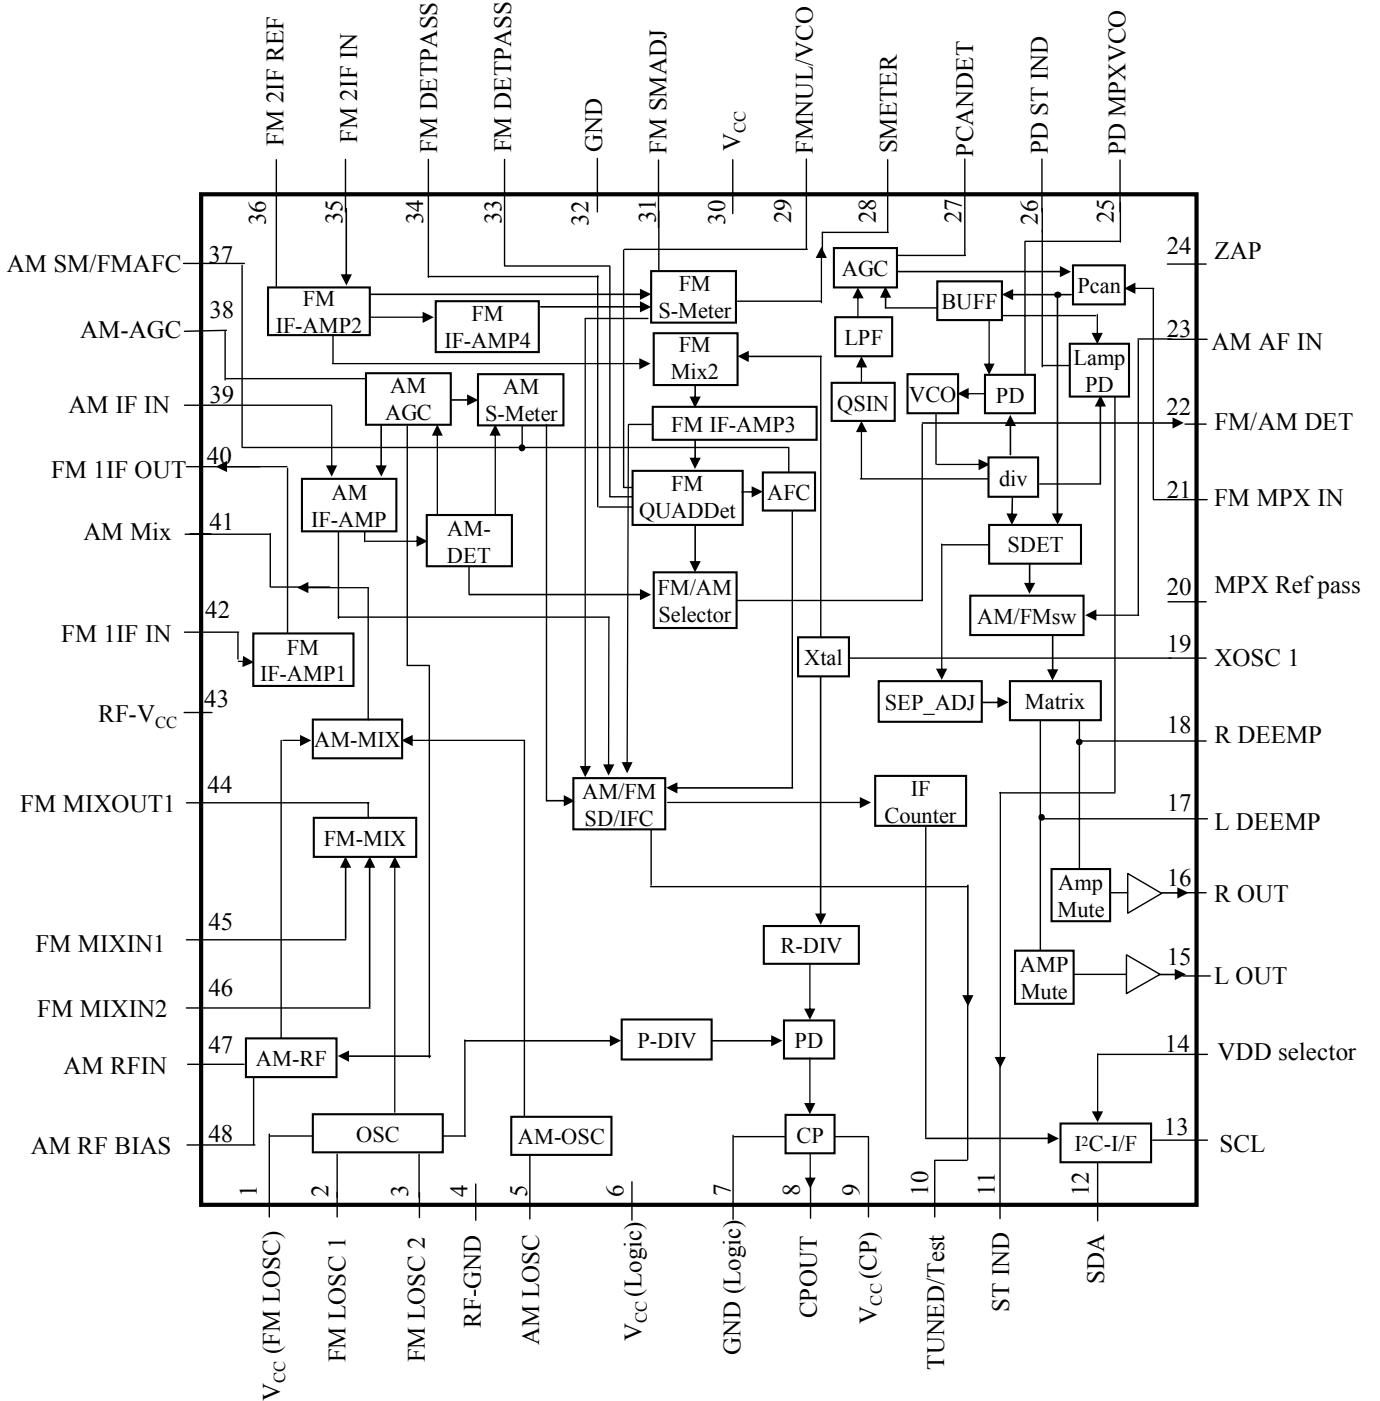 FM 2IF REF
FM 2IF IN
FM DETPASS
FM DETPASS
GND
FM SMADJ
VCC
FMNUL/VCO
SMETER
PCANDET
PD ST IND
PD MPXVCO
36
35
34
33
32
31
30
29
28
27
26
25
AM SM/FMAFC
37
AM-AGC
38
AM IF IN
39
FM 1IF OUT
40
AM Mix
41
FM 1IF IN
42
RF-VCC
43
FM MIXOUT1
44
FM MIXIN1
45
FM MIXIN2
46
AM RFIN
47
AM RF BIAS
48
24
ZAP
23
AM AF IN
22
FM/AM DET
21
FM MPX IN
20
MPX Ref pass
19
XOSC 1
18
R DEEMP
17
L DEEMP
16
R OUT
15
L OUT
14
VDD selector
13
SCL
FM
IF-AMP2
FM
IF-AMP4
FM
S-Meter
FM
Mix2
AM
AGC
AM
S-Meter
FM IF-AMP3
AM
IF-AMP
AM-
DET
FM
QUADDet
AFC
FM/AM
Selector
FM
IF-AMP1
AM-MIX
FM-MIX
AM-RF
OSC
AM-OSC
AM/FM
SD/IFC
IF
Counter
Xtal
R-DIV
P-DIV
PD
CP
AGC
BUFF
Pcan
LPF
Lamp
PD
QSIN
VCO
PD
div
SDET
AM/FMsw
SEP_ADJ
Matrix
Amp
Mute
AMP
Mute
I²C-I/F
1
2
3
4
5
6
7
8
9
10
11
12
VCC (FM LOSC)
FM LOSC 1
FM LOSC 2
RF-GND
AM LOSC
VCC (Logic)
GND (Logic)
CPOUT
VCC (CP)
TUNED/Test
ST IND
SDA